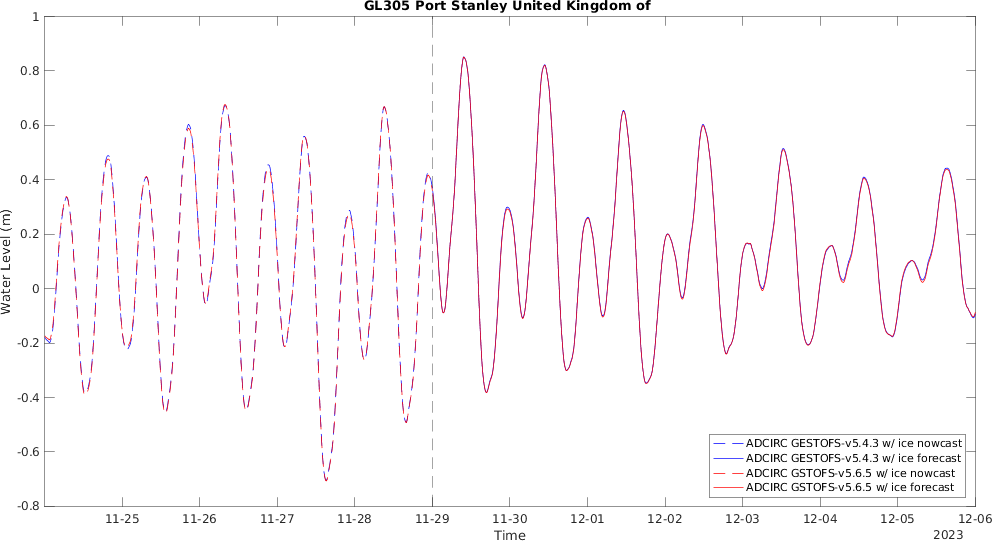 GL305 Port Stanley United Kingdom of
1
0.8
0.6
0.4
0.2
0
-0.2
-0.4
-0.6
-0.8
Water Level (m)
ADCIRC GESTOFS-v5.4.3 w/ ice nowcast
ADCIRC GESTOFS-v5.4.3 w/ ice forecast
ADCIRC GSTOFS-v5.6.5 w/ ice nowcast
ADCIRC GSTOFS-v5.6.5 w/ ice forecast
11-25 11-26 11-27 11-28 11-29 11-30 12-01 12-02 12-03 12-04 12-05 12-06
Time
2023